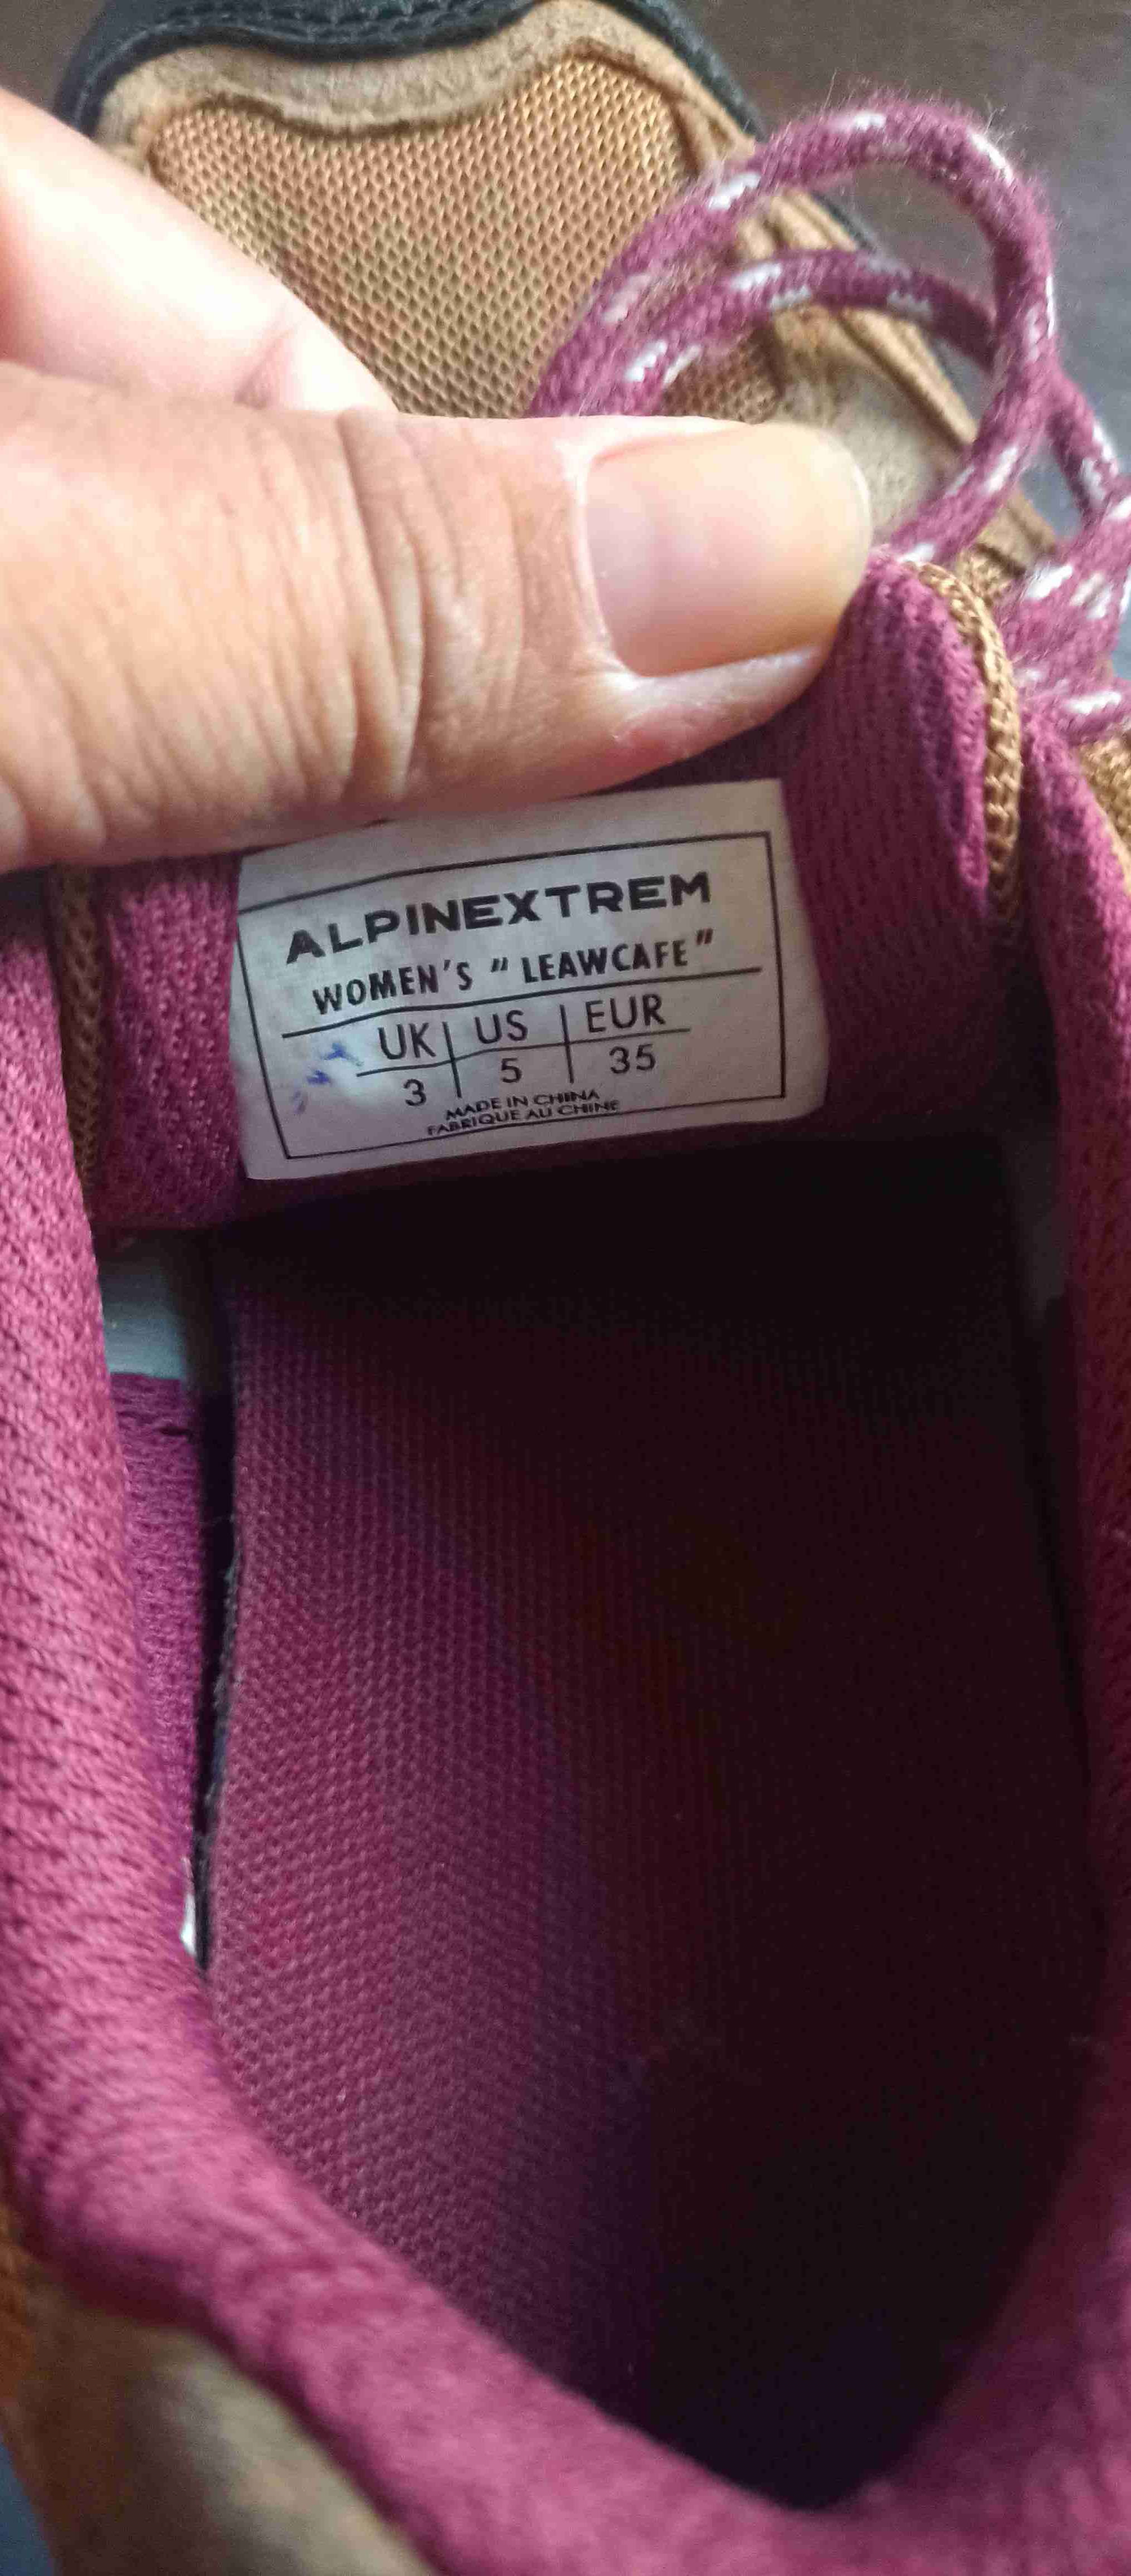 ALPINEXTREM
WOMEN'S "LEAWCAFE"
UK US EUR
3 5 35
MADE IN CHINA
FABRIQUE AU CHINE